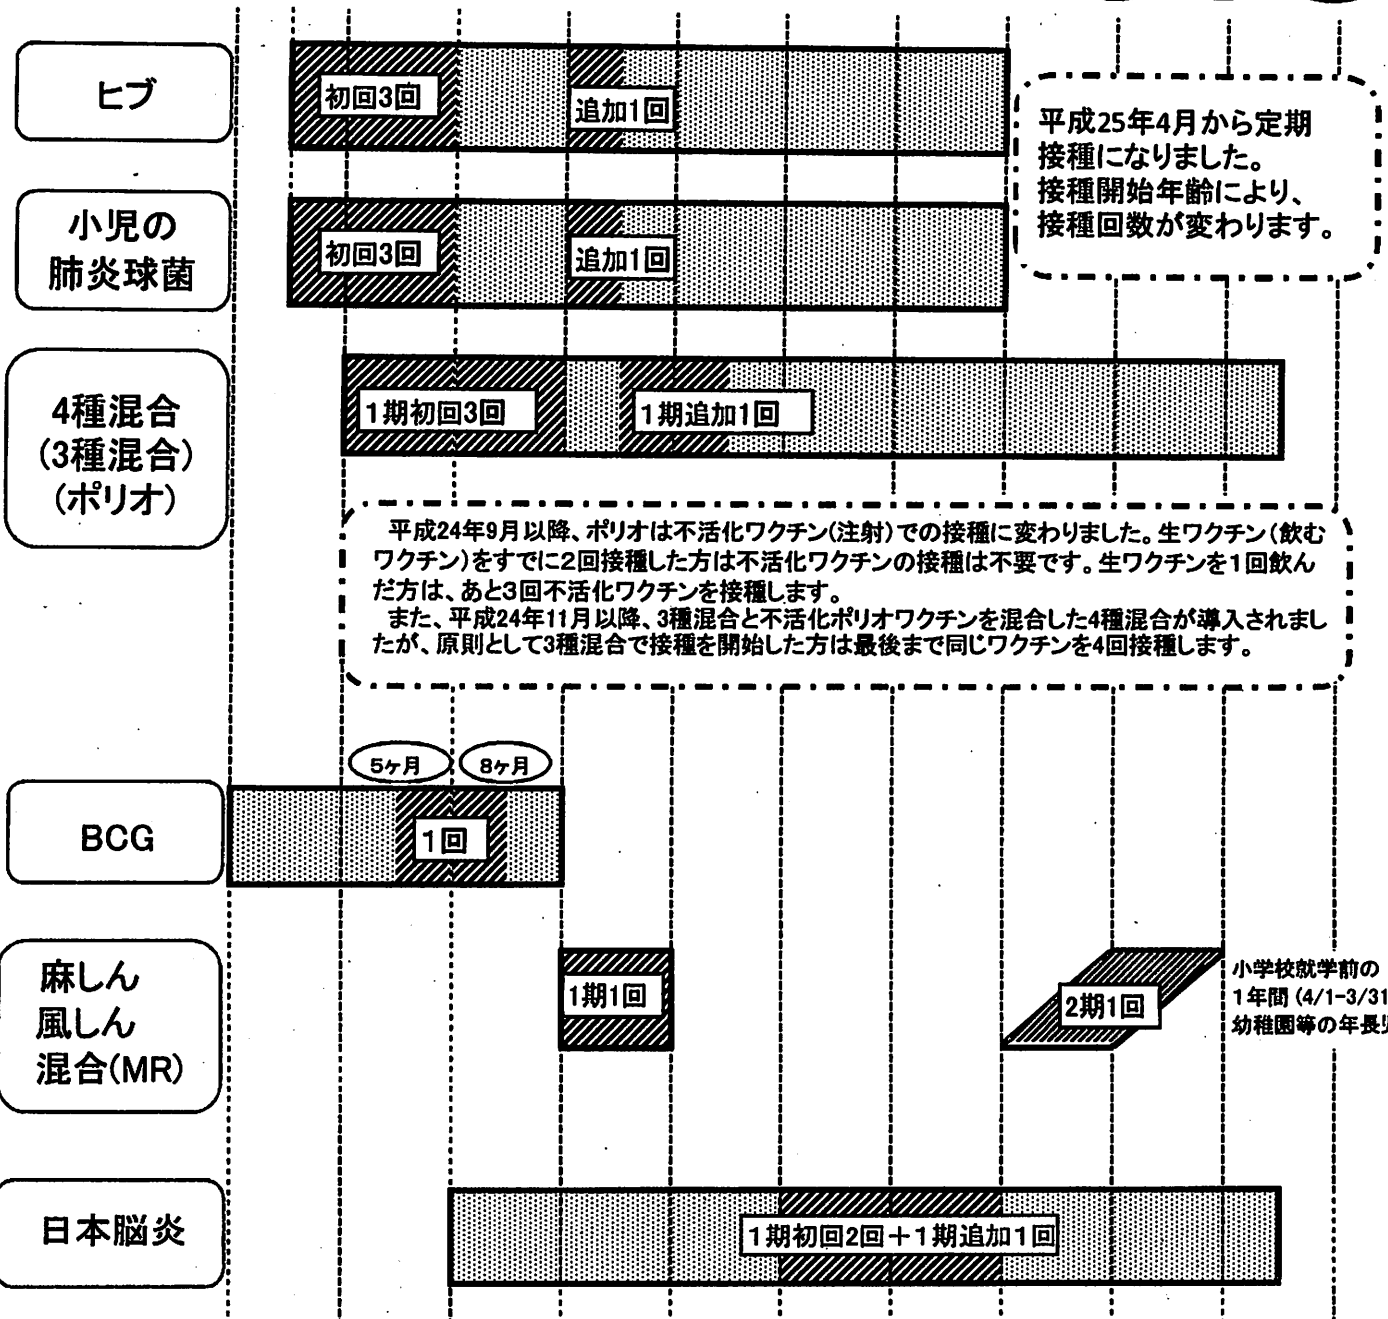 ヒブ
初回3回
追加1回
平成25年4月から定期
接種になりました。
接種開始年齢により、
接種回数が変わります。
小児の
肺炎球菌
初回3回
追加1回
4種混合
(3種混合)
(ポリオ)
1期初回3回
1期追加1回
平成24年9月以降、ポリオは不活化ワクチン(注射)での接種に変わりました。生ワクチン(飲む
ワクチン)をすでに2回接種した方は不活化ワクチンの接種は不要です。生ワクチンを1回飲ん
だ方は、あと3回不活化ワクチンを接種します。
また、平成24年11月以降、3種混合と不活化ポリオワクチンを混合した4種混合が導入されまし
たが、原則として3種混合で接種を開始した方は最後まで同じワクチンを4回接種します。
5ヶ月
8ヶ月
BCG
1回
麻しん
風しん
混合(MR)
1期1回
2期1回
小学校就学前の
1年間(4/1-3/31
幼稚園等の年長児
日本脳炎
1期初回2回+1期追加1回